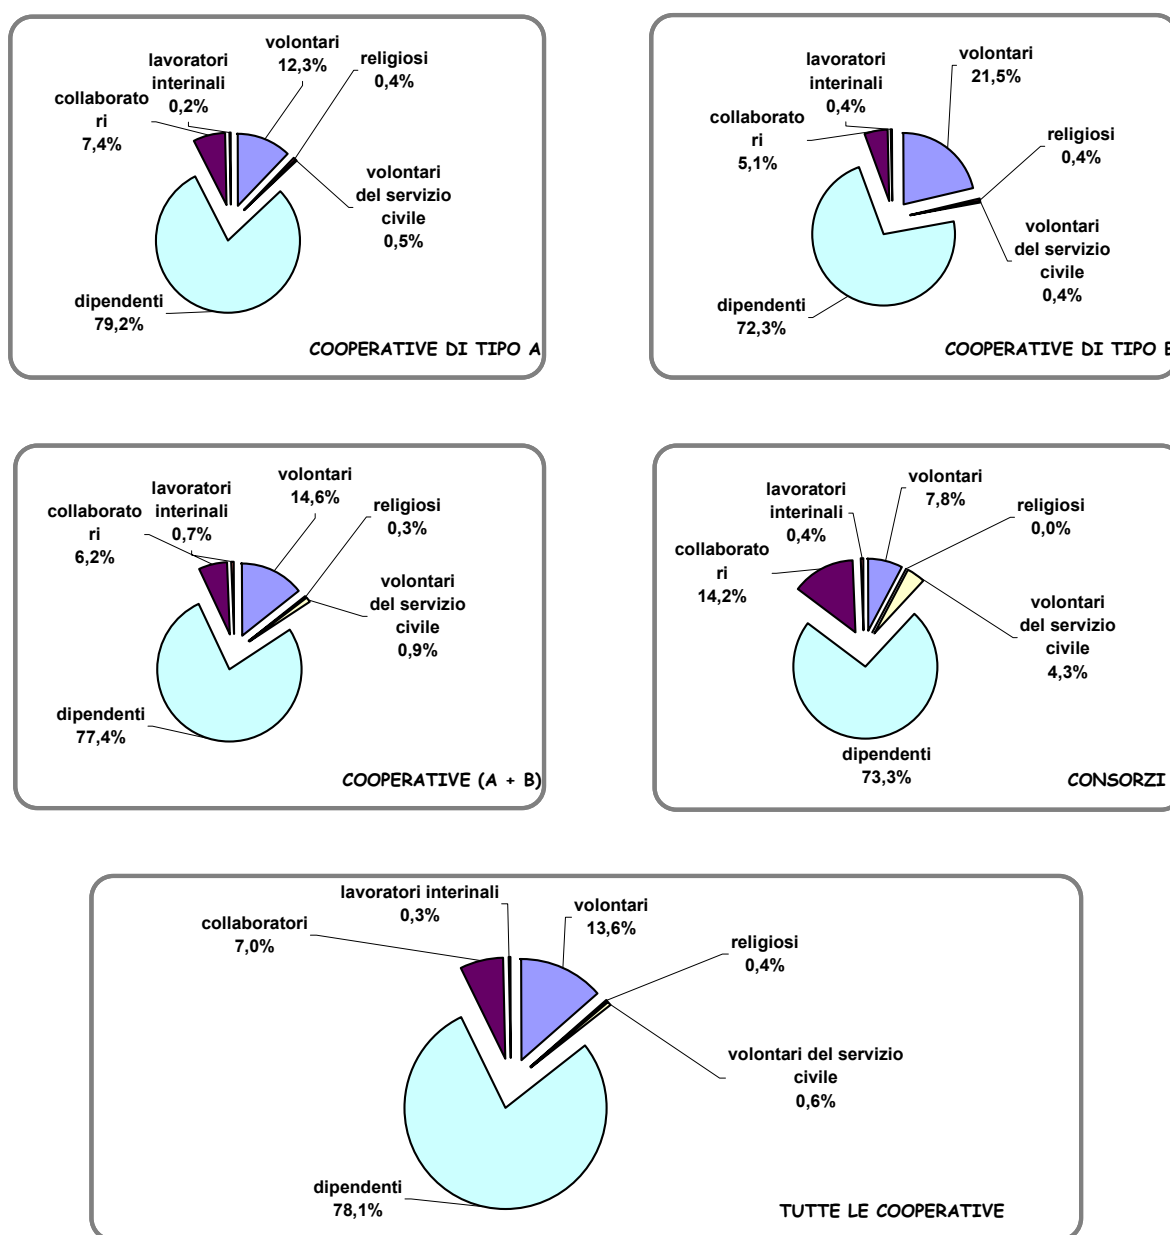 lavoratori
interinali
0,2%
volontari
12,3%
religiosi
0,4%
collaborato
ri
7,4%
volontari
del servizio
civile
0,5%
dipendenti
79,2%
COOPERATIVE DI TIPO A
lavoratori
interinali
0,4%
volontari
21,5%
collaborato
ri
5,1%
religiosi
0,4%
volontari
del servizio
civile
0,4%
dipendenti
72,3%
COOPERATIVE DI TIPO B
lavoratori
interinali
0,7%
volontari
14,6%
religiosi
0,3%
collaborato
ri
6,2%
volontari
del servizio
civile
0,9%
dipendenti
77,4%
COOPERATIVE (A + B)
lavoratori
interinali
0,4%
volontari
7,8%
religiosi
0,0%
collaborato
ri
14,2%
volontari
del servizio
civile
4,3%
dipendenti
73,3%
CONSORZI
lavoratori interinali
0,3%
volontari
13,6%
collaboratori
7,0%
religiosi
0,4%
volontari del servizio
civile
0,6%
dipendenti
78,1%
TUTTE LE COOPERATIVE